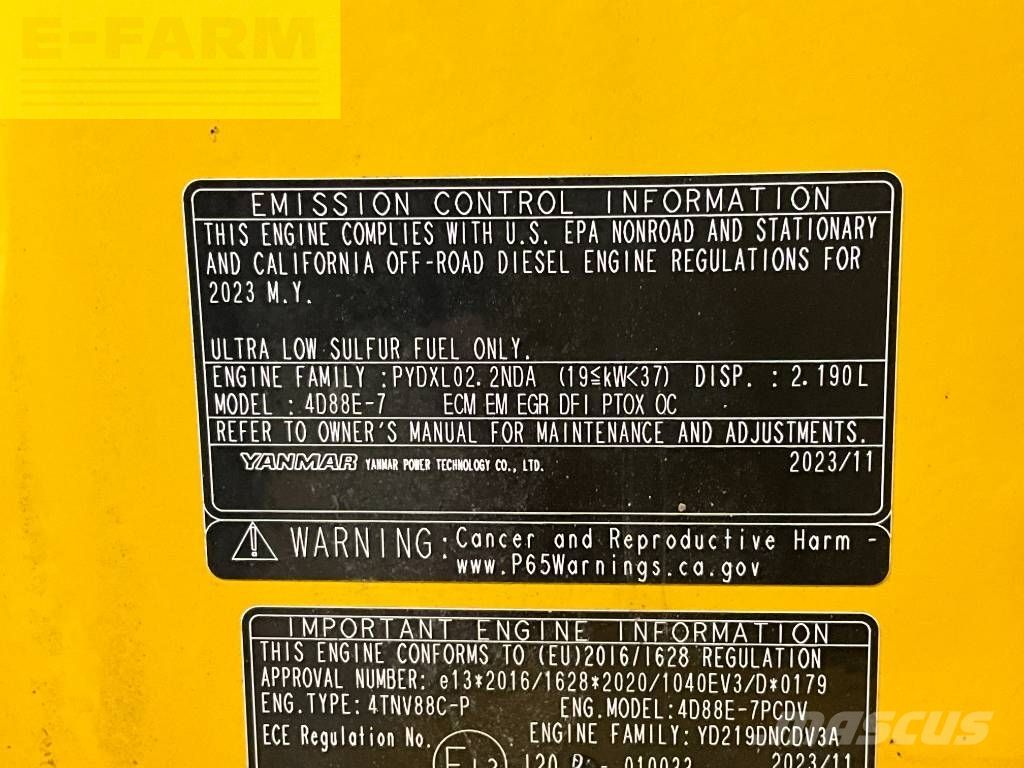 E-FARM
EMISSION CONTROL INFORMATION
THIS ENGINE COMPLIES WITH U.S. EPA NONROAD AND STATIONARY
AND CALIFORNIA OFF-ROAD DIESEL ENGINE REGULATIONS FOR
2023 M.Y.
ULTRA LOW SULFUR FUEL ONLY.
ENGINE FAMILY :PYDXL02.2NDA (19≦kW<37) DISP. : 2.190L
MODEL : 4D88E-7 ECM EM EGR DFI PTOX OC
REFER TO OWNER'S MANUAL FOR MAINTENANCE AND ADJUSTMENTS.
YANMAR YANMAR POWER TECHNOLOGY CO., LTD. 2023/11
WARNING: Cancer and Reproductive Harm -
www.P65Warnings.ca.gov
IMPORTANT ENGINE INFORMATION
THIS ENGINE CONFORMS TO (EU)2016/1628 REGULATION
APPROVAL NUMBER: e13*2016/1628*2020/1040EV3/D*0179
ENG.TYPE: 4TNV88C-P ENG.MODEL:4D88E-7PCDV
ECE Regulation No. ENGINE FAMILY: YD219DNCDV3A
E13 120 R - 010022 2023/11
MASCUS